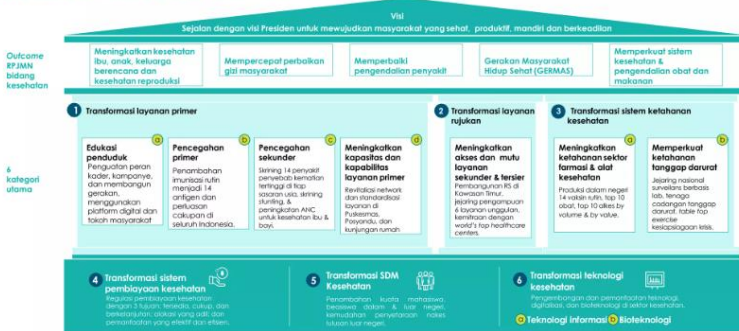 Visi
Sejalan dengan visi Presiden untuk mewujudkan masyarakat yang sehat, produktif, mandiri dan berkeadilan
Outcome
RPJMN
bidang
kesehatan
Meningkatkan kesehatan
ibu, anak, keluarga
berencana dan
kesehatan reproduksi
Mempercepat perbaikan
gizi masyarakat
Memperbaiki
pengendalian penyakit
Gerakan Masyarakat
Hidup Sehat (GERMAS)
Memperkuat sistem
kesehatan &
pengendalian obat dan
makanan
6
kategori
utama
1 Transformasi layanan primer
a
Edukasi
penduduk
Penguatan peran
kader, kampanye,
dan membangun
gerakan,
menggunakan
platform digital dan
tokoh masyarakat
b
Pencegahan
primer
Penambahan
imunisasi rutin
menjadi 14
antigen dan
perluasan
cakupan di
seluruh Indonesia.
c
Pencegahan
sekunder
Skrining 14 penyakit
penyebab kematian
tertinggi di tiap
sasaran usia, skrining
stunting, &
peningkatan ANC
untuk kesehatan ibu &
bayi.
d
Meningkatkan
kapasitas dan
kapabilitas
layanan primer
Revitalisasi network
dan standardisasi
layanan di
Puskesmas,
Posyandu, dan
kunjungan rumah
2 Transformasi layanan
rujukan
Meningkatkan
akses dan mutu
layanan
sekunder & tersier
Pembangunan RS di
Kawasan Timur,
jejaring pengampuan
6 layanan unggulan,
kemitraan dengan
world's top healthcare
centers.
3 Transformasi sistem ketahanan
kesehatan
a
Meningkatkan
ketahanan sektor
farmasi & alat
kesehatan
Produksi dalam negeri
14 vaksin rutin, top 10
obat, top 10 alkes by
volume & by value.
b
Memperkuat
ketahanan
tanggap darurat
Jejaring nasional
surveilans berbasis
lab, tenaga
cadangan tanggap
darurat, table top
exercise
kesiapsiagaan krisis.
4 Transformasi sistem
pembiayaan kesehatan
Regulasi pembiayaan kesehatan
dengan 3 tujuan: tersedia, cukup, dan
berkelanjutan; alokasi yang adil; dan
pemanfaatan yang efektif dan efisien.
5 Transformasi SDM
Kesehatan
Penambahan kuota mahasiswa,
beasiswa dalam & luar negeri,
kemudahan penyetaraan nakes
lulusan luar negeri.
6 Transformasi teknologi
kesehatan
Pengembangan dan pemanfaatan teknologi,
digitalisasi, dan bioteknologi di sektor kesehatan.
a Teknologi informasi b Bioteknologi